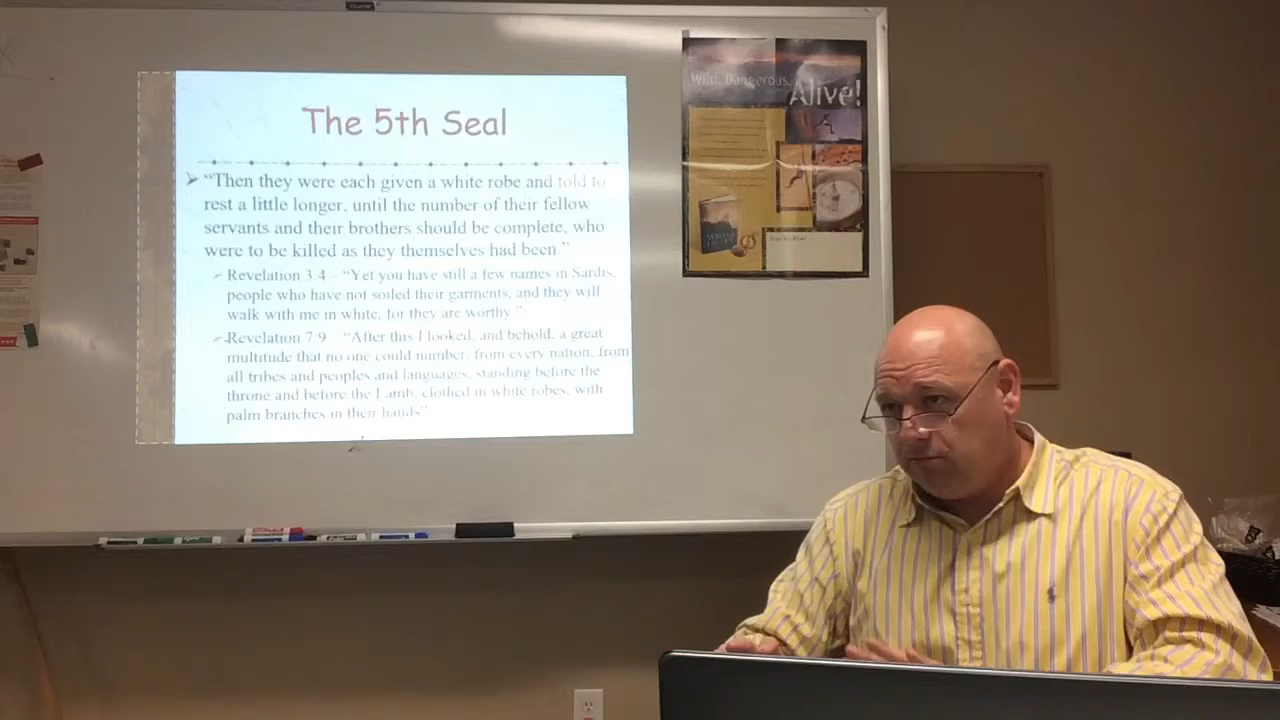 The 5th Seal
"Then they were each given a white robe and told to
rest a little longer, until the number of their fellow
servants and their brothers should be complete, who
were to be killed as they themselves had been."
Revelation 3:4 – "Yet you have still a few names in Sardis,
people who have not soiled their garments, and they will
walk with me in white, for they are worthy."
Revelation 7:9 "After this I looked, and behold, a great
multitude that no one could number, from every nation, from
all tribes and peoples and languages, standing before the
throne and before the Lamb, clothed in white robes, with
palm branches in their hands"
Wild, Dangerous,
Alive!